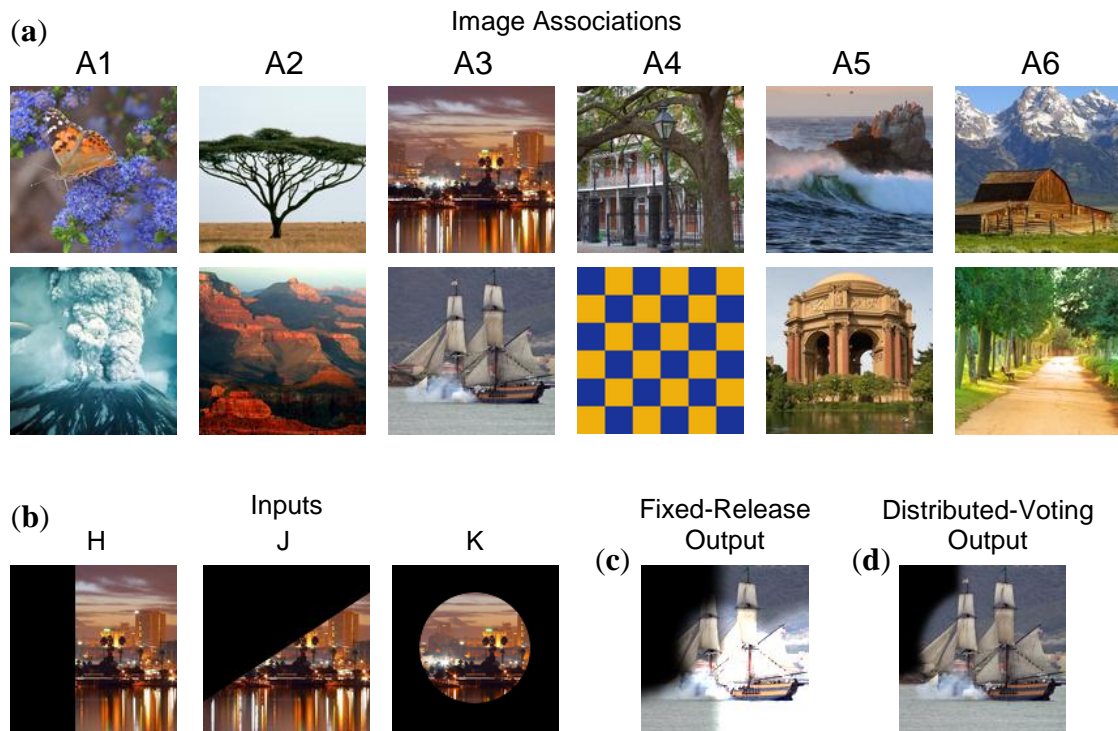 (a)
Image Associations
A1 A2 A3 A4 A5 A6
(b)
Inputs
H J K
(c)
Fixed-Release
Output
(d)
Distributed-Voting
Output